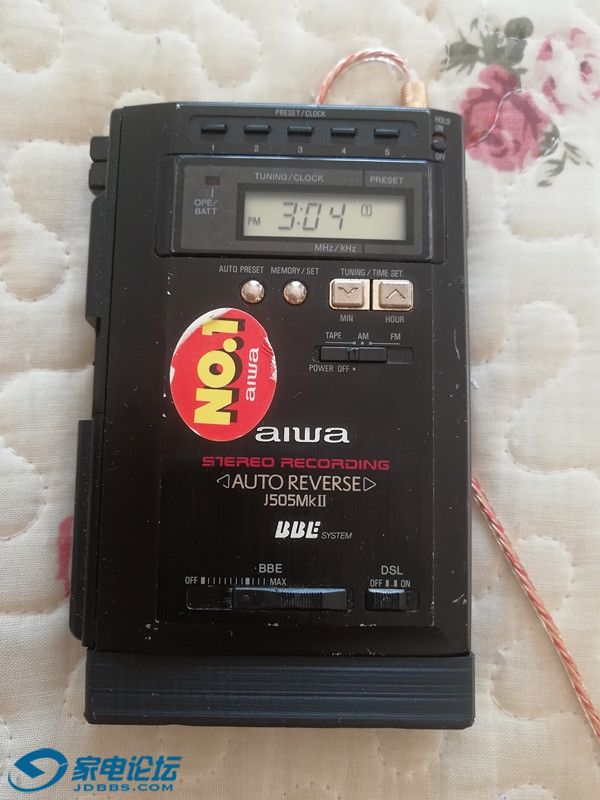 PRESET/CLOCK
1 2 3 4 5
HOLD
ON
OFF
TUNING/CLOCK PRESET
OPE/
BATT
PM 3:04 1
MHz/kHz
AUTO PRESET MEMORY/SET TUNING / TIME SET
MIN HOUR
TAPE AM FM
POWER OFF
NO.1
aiwa
aiwa
STEREO RECORDING
AUTO REVERSE
J505MkII
BBE SYSTEM
BBE
OFF MAX
DSL
OFF ON
家电论坛
JDBBS.COM